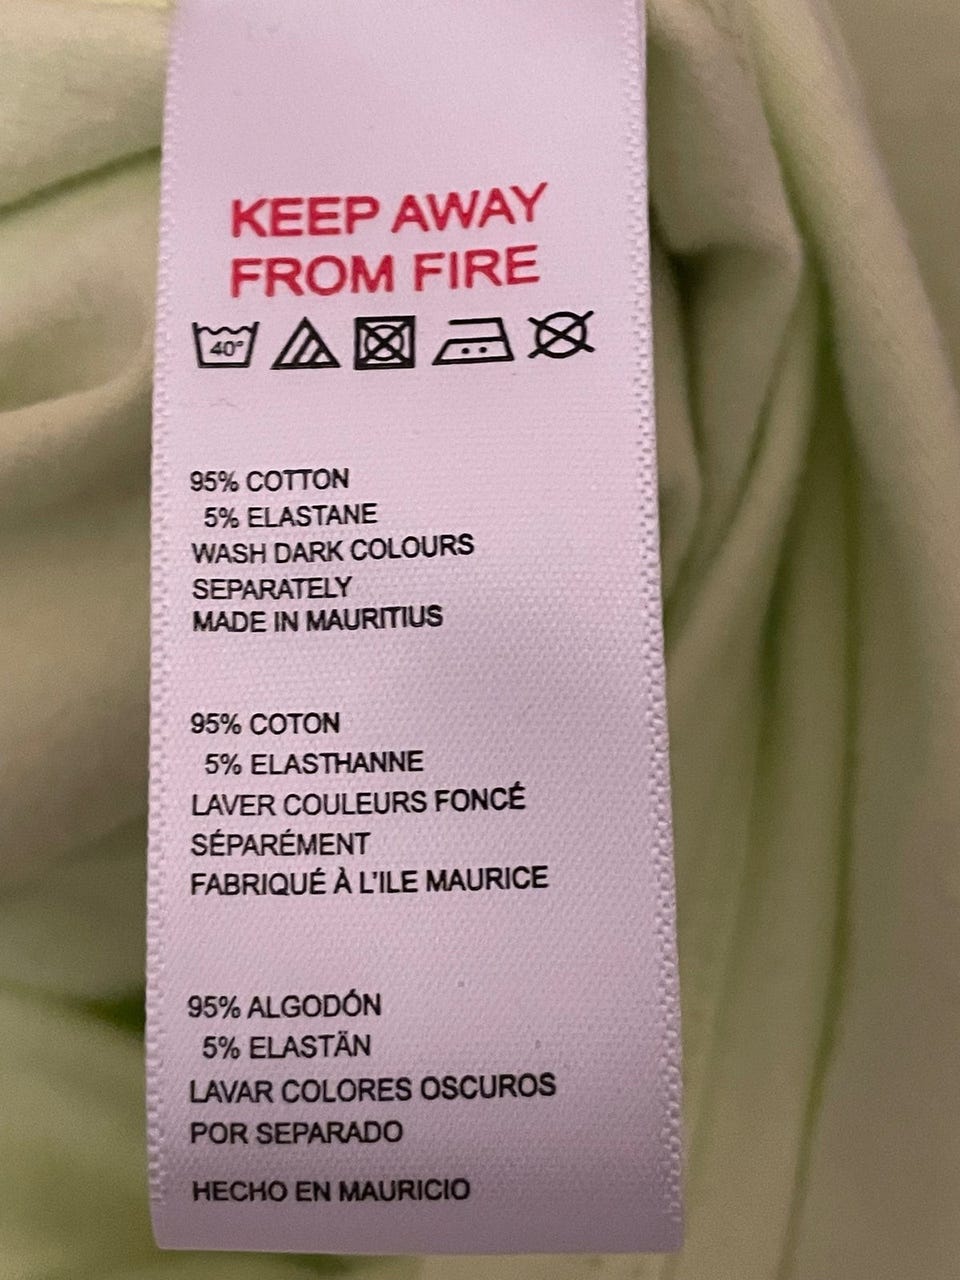 KEEP AWAY
FROM FIRE
40°
95% COTTON
5% ELASTANE
WASH DARK COLOURS
SEPARATELY
MADE IN MAURITIUS
95% COTON
5% ELASTHANNE
LAVER COULEURS FONCÉ
SÉPARÉMENT
FABRIQUÉ À L'ILE MAURICE
95% ALGODÓN
5% ELASTÄN
LAVAR COLORES OSCUROS
POR SEPARADO
HECHO EN MAURICIO